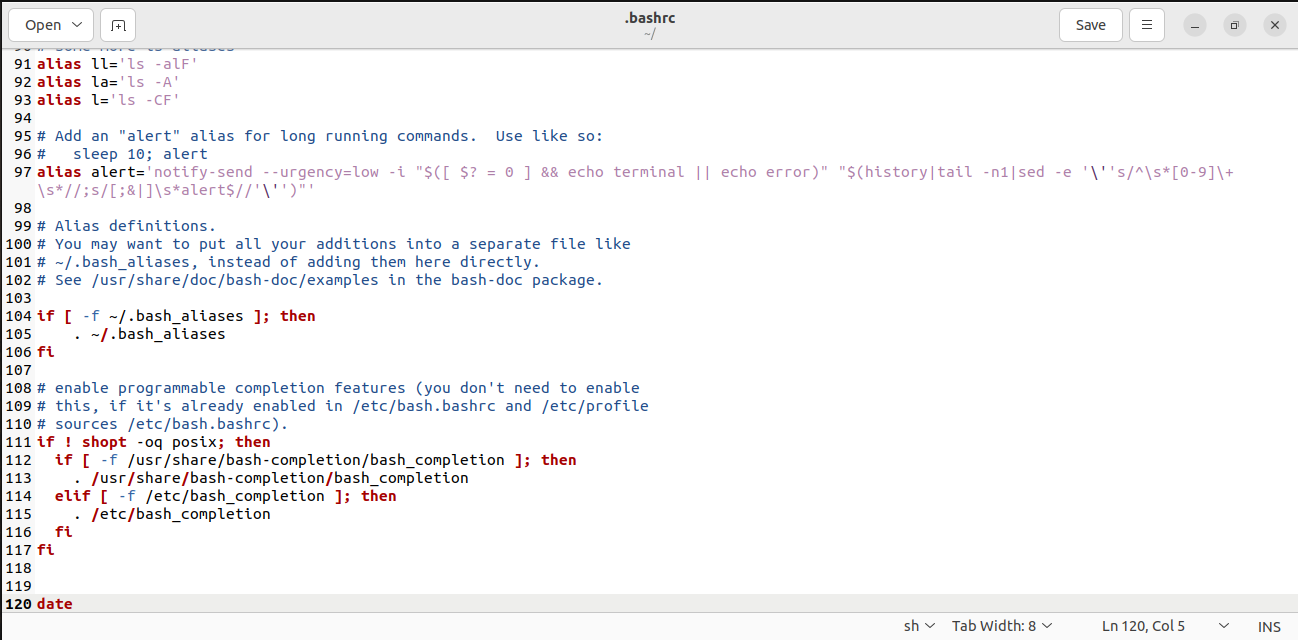 Open
.bashrc
~/
Save
90 # some more ls aliases
91 alias ll='ls -alF'
92 alias la='ls -A'
93 alias l='ls -CF'
94
95 # Add an "alert" alias for long running commands.  Use like so:
96 #   sleep 10; alert
97 alias alert='notify-send --urgency=low -i "$([ $? = 0 ] && echo terminal || echo error)" "$(history|tail -n1|sed -e '\''s/^\s*[0-9]\+
\s*//;s/[;&|]\s*alert$//'\'')"'
98
99 # Alias definitions.
100 # You may want to put all your additions into a separate file like
101 # ~/.bash_aliases, instead of adding them here directly.
102 # See /usr/share/doc/bash-doc/examples in the bash-doc package.
103
104 if [ -f ~/.bash_aliases ]; then
105     . ~/.bash_aliases
106 fi
107
108 # enable programmable completion features (you don't need to enable
109 # this, if it's already enabled in /etc/bash.bashrc and /etc/profile
110 # sources /etc/bash.bashrc).
111 if ! shopt -oq posix; then
112   if [ -f /usr/share/bash-completion/bash_completion ]; then
113     . /usr/share/bash-completion/bash_completion
114   elif [ -f /etc/bash_completion ]; then
115     . /etc/bash_completion
116   fi
117 fi
118
119
120 date
sh
Tab Width: 8
Ln 120, Col 5
INS